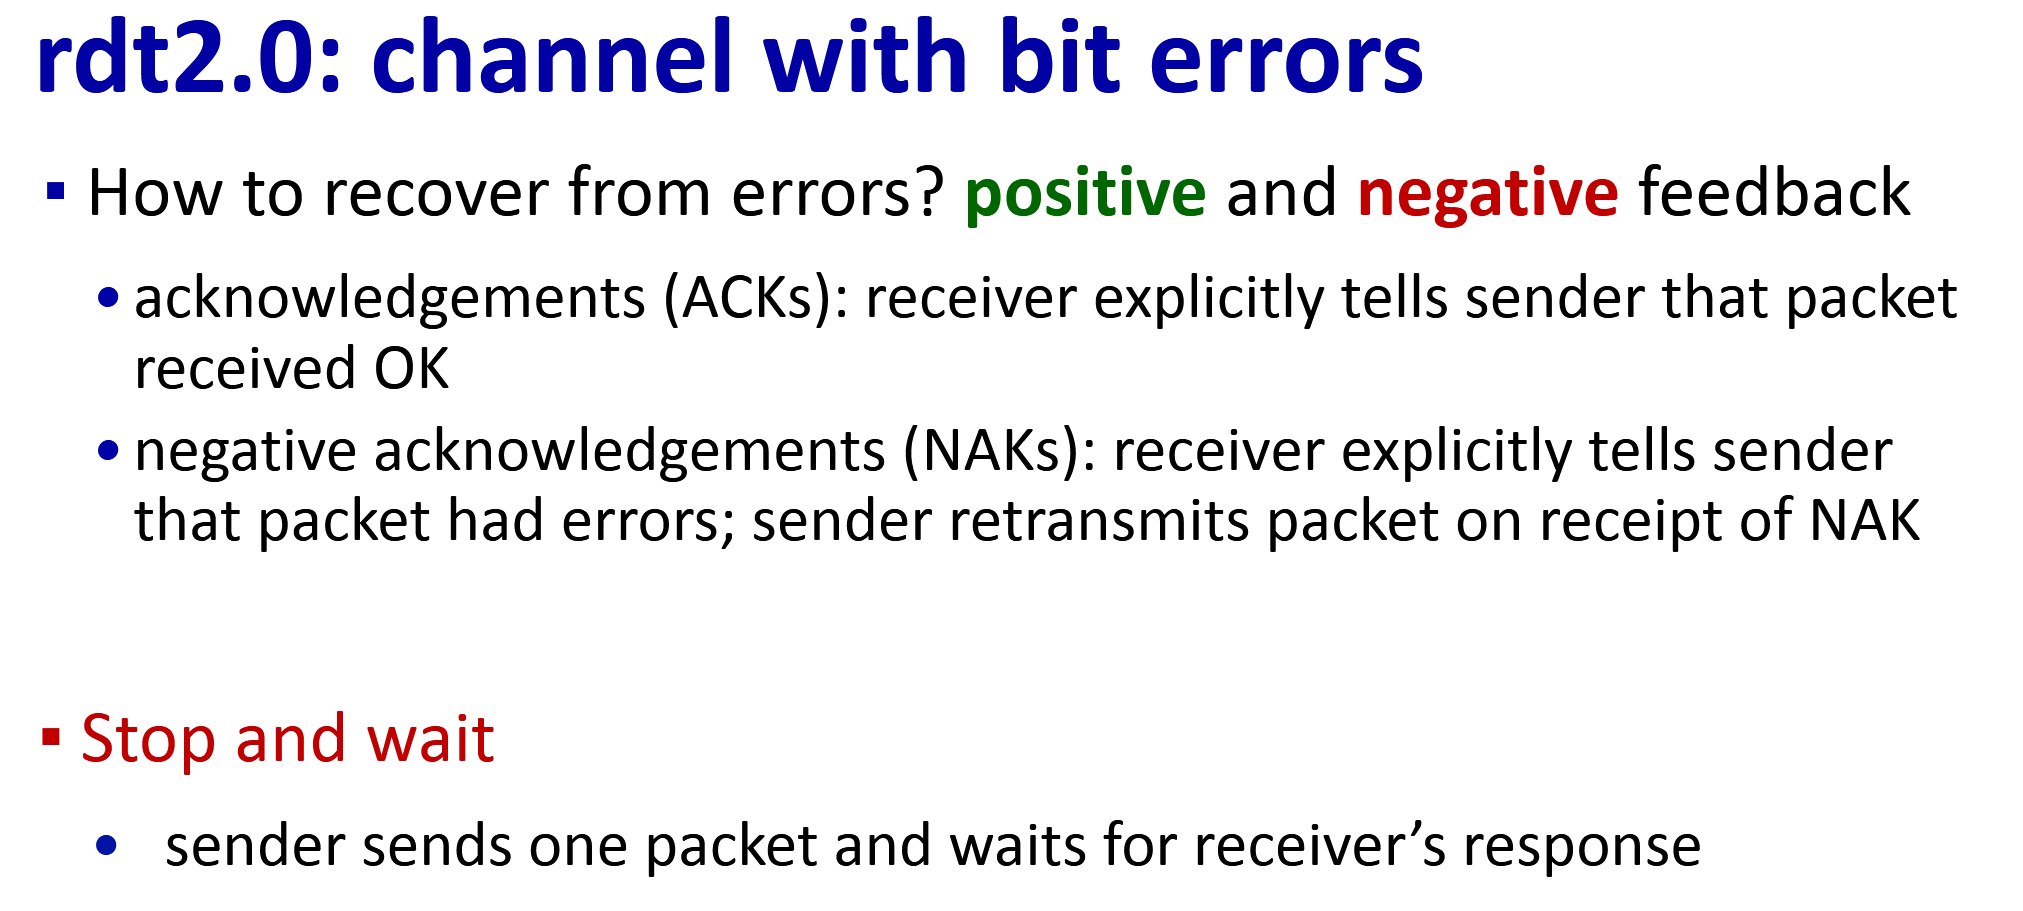 rdt2.0: channel with bit errors
▪ How to recover from errors? positive and negative feedback
• acknowledgements (ACKs): receiver explicitly tells sender that packet
received OK
• negative acknowledgements (NAKs): receiver explicitly tells sender
that packet had errors; sender retransmits packet on receipt of NAK
▪ Stop and wait
• sender sends one packet and waits for receiver’s response